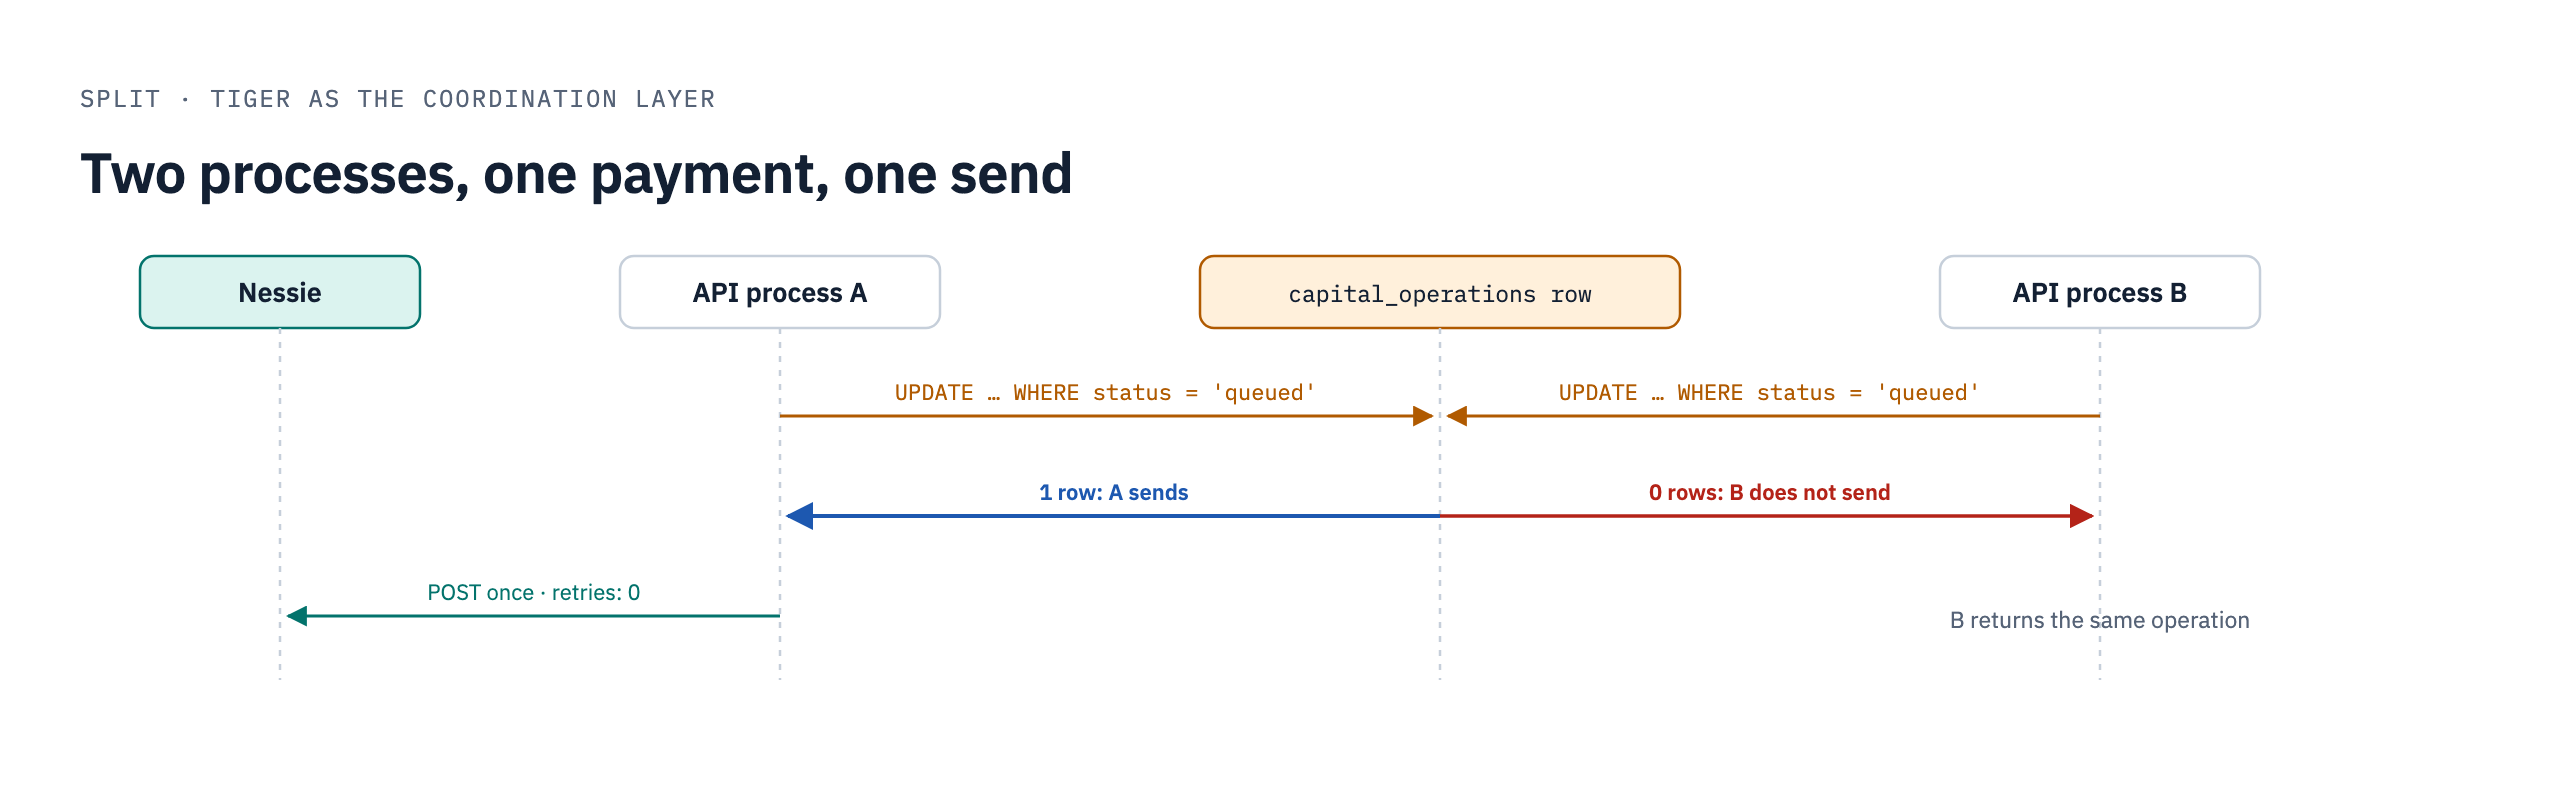 SPLIT · TIGER AS THE COORDINATION LAYER
Two processes, one payment, one send
Nessie
API process A
capital_operations row
API process B
UPDATE … WHERE status = 'queued'
UPDATE … WHERE status = 'queued'
1 row: A sends
0 rows: B does not send
POST once · retries: 0
B returns the same operation